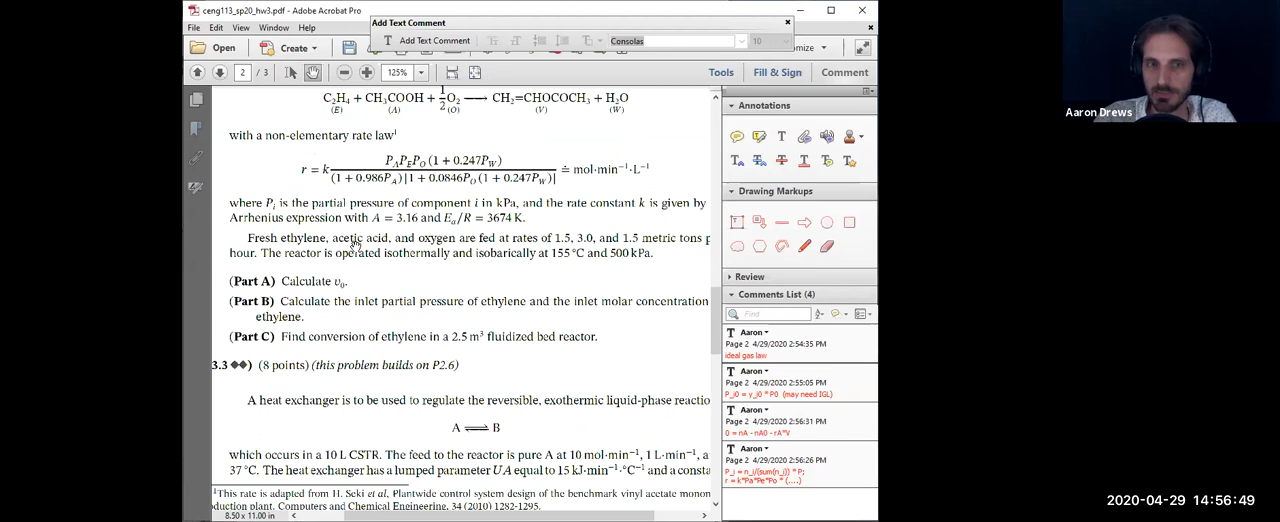 ceng113_sp20_hw3.pdf - Adobe Acrobat Pro
Add Text Comment
File Edit View Window Help
Open Create
Add Text Comment Consolas 10
2 / 3 125% Tools Fill & Sign Comment
C2H4 + CH3COOH + 1/2 O2 ⟶ CH2=CHOCOCH3 + H2O
(E) (A) (O) (V) (W)
with a non-elementary rate law1
r = k PAPEPO (1 + 0.247PW) / (1 + 0.986PA) [1 + 0.0846PO (1 + 0.247PW)] ≐ mol·min−1·L−1
where Pi is the partial pressure of component i in kPa, and the rate constant k is given by
Arrhenius expression with A = 3.16 and Ea/R = 3674 K.
Fresh ethylene, acetic acid, and oxygen are fed at rates of 1.5, 3.0, and 1.5 metric tons p
hour. The reactor is operated isothermally and isobarically at 155 °C and 500 kPa.
(Part A) Calculate υ0.
(Part B) Calculate the inlet partial pressure of ethylene and the inlet molar concentration
ethylene.
(Part C) Find conversion of ethylene in a 2.5 m3 fluidized bed reactor.
3.3 ◆◆) (8 points) (this problem builds on P2.6)
A heat exchanger is to be used to regulate the reversible, exothermic liquid-phase reactio
A ⇌ B
which occurs in a 10 L CSTR. The feed to the reactor is pure A at 10 mol·min−1, 1 L·min−1, a
37 °C. The heat exchanger has a lumped parameter UA equal to 15 kJ·min−1·°C−1 and a consta
1This rate is adapted from H. Seki et al, Plantwide control system design of the benchmark vinyl acetate monom
oduction plant. Computers and Chemical Engineering. 34 (2010) 1282-1295.
8.50 x 11.00 in
Annotations
Drawing Markups
Review
Comments List (4)
Find
Aaron
Page 2 4/29/2020 2:54:35 PM
ideal gas law
Aaron
Page 2 4/29/2020 2:55:05 PM
P_i0 = y_i0 * P0 (may need IGL)
Aaron
Page 2 4/29/2020 2:56:31 PM
0 = nA - nA0 - rA*V
Aaron
Page 2 4/29/2020 2:56:26 PM
P_i = n_i/(sum(n_i)) * P;
r = k*Pa*Pe*Po * (....)
Aaron Drews
2020-04-29 14:56:49